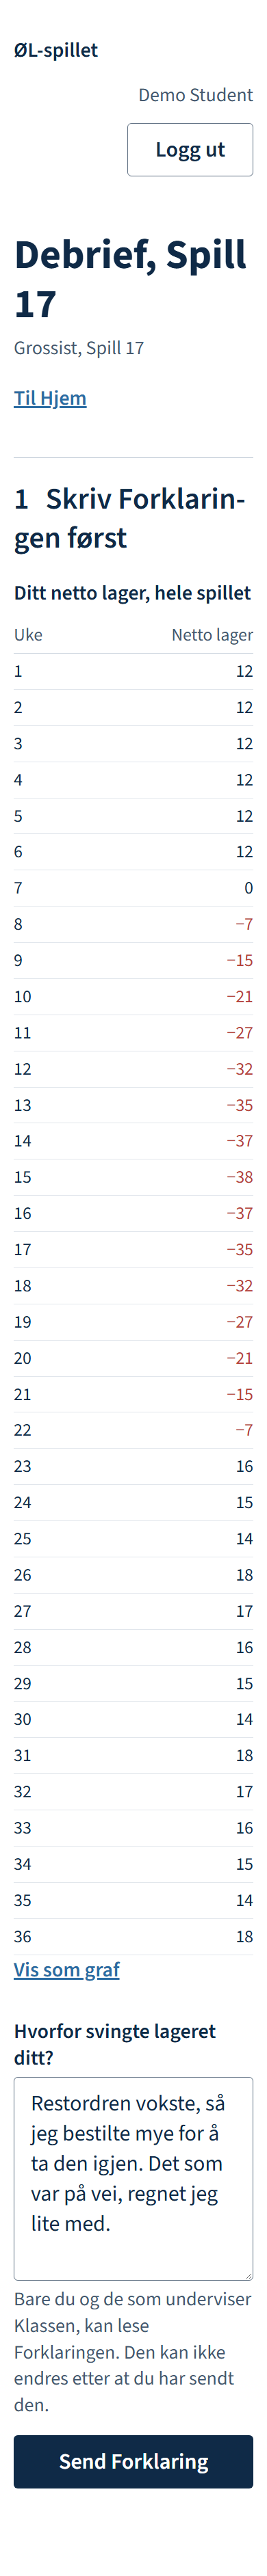 ØL-spillet
Demo Student
Logg ut
Debrief, Spill
17
Grossist, Spill 17
Til Hjem
1 Skriv Forklarin-
gen først
Ditt netto lager, hele spillet
Uke Netto lager
1 12
2 12
3 12
4 12
5 12
6 12
7 0
8 −7
9 −15
10 −21
11 −27
12 −32
13 −35
14 −37
15 −38
16 −37
17 −35
18 −32
19 −27
20 −21
21 −15
22 −7
23 16
24 15
25 14
26 18
27 17
28 16
29 15
30 14
31 18
32 17
33 16
34 15
35 14
36 18
Vis som graf
Hvorfor svingte lageret
ditt?
Restordren vokste, så
jeg bestilte mye for å
ta den igjen. Det som
var på vei, regnet jeg
lite med.
Bare du og de som underviser
Klassen, kan lese
Forklaringen. Den kan ikke
endres etter at du har sendt
den.
Send Forklaring